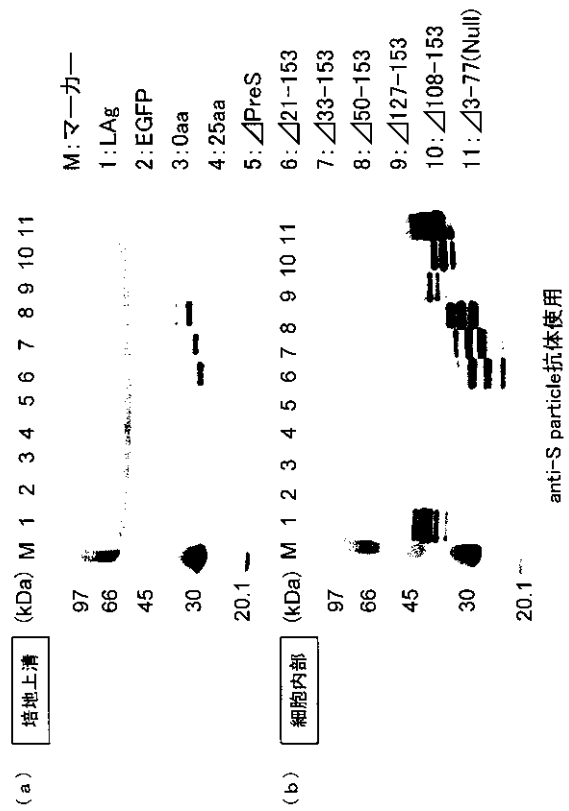 (a) 培地上清
(kDa) M 1 2 3 4 5 6 7 8 9 10 11
97
66
45
30
20.1
(b) 細胞内部
(kDa) M 1 2 3 4 5 6 7 8 9 10 11
97
66
45
30
20.1
M:マーカー
1:LAg
2:EGFP
3:0aa
4:25aa
5:⊿PreS
6:⊿21-153
7:⊿33-153
8:⊿50-153
9:⊿127-153
10:⊿108-153
11:⊿3-77(Null)
anti-S particle抗体使用